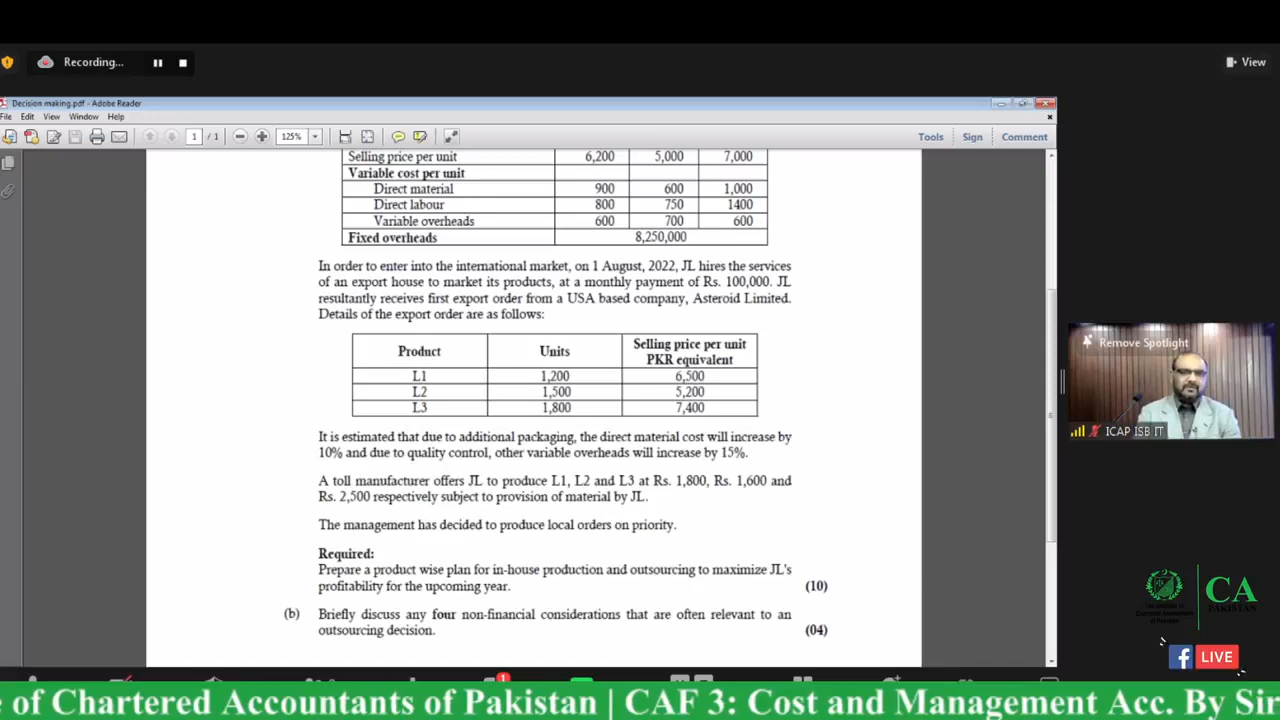 Recording...
View
Decision making.pdf - Adobe Reader
File Edit View Window Help
1 / 1 125% Tools Sign Comment
Selling price per unit 6,200 5,000 7,000
Variable cost per unit
Direct material 900 600 1,000
Direct labour 800 750 1400
Variable overheads 600 700 600
Fixed overheads 8,250,000
In order to enter into the international market, on 1 August, 2022, JL hires the services
of an export house to market its products, at a monthly payment of Rs. 100,000. JL
resultantly receives first export order from a USA based company, Asteroid Limited.
Details of the export order are as follows:
Product Units Selling price per unit
PKR equivalent
L1 1,200 6,500
L2 1,500 5,200
L3 1,800 7,400
It is estimated that due to additional packaging, the direct material cost will increase by
10% and due to quality control, other variable overheads will increase by 15%.
A toll manufacturer offers JL to produce L1, L2 and L3 at Rs. 1,800, Rs. 1,600 and
Rs. 2,500 respectively subject to provision of material by JL.
The management has decided to produce local orders on priority.
Required:
Prepare a product wise plan for in-house production and outsourcing to maximize JL's
profitability for the upcoming year. (10)
(b) Briefly discuss any four non-financial considerations that are often relevant to an
outsourcing decision. (04)
Remove Spotlight
ICAP ISB IT
CA
PAKISTAN
LIVE
1
e of Chartered Accountants of Pakistan | CAF 3: Cost and Management Acc. By Sir